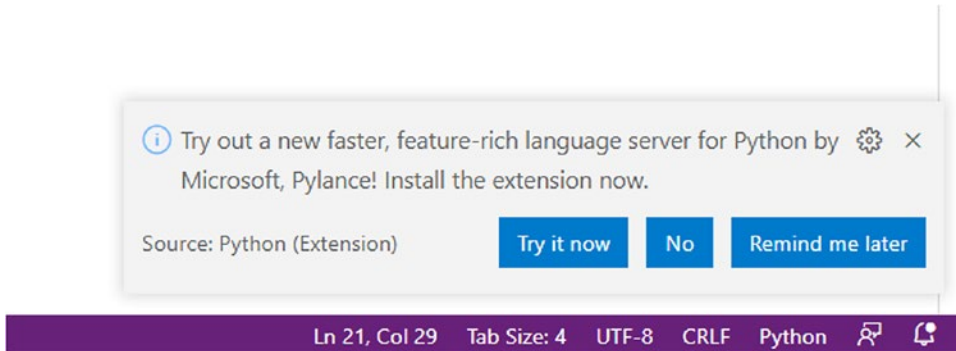 Try out a new faster, feature-rich language server for Python by
Microsoft, Pylance! Install the extension now.
Source: Python (Extension) Try it now No Remind me later
Ln 21, Col 29 Tab Size: 4 UTF-8 CRLF Python